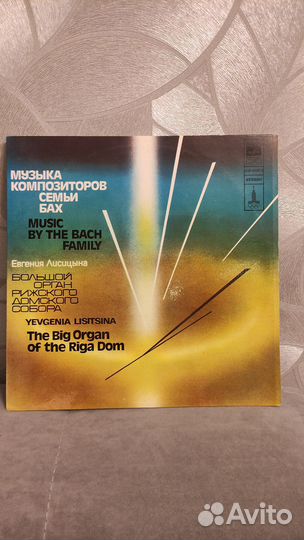 МУЗЫКА
КОМПОЗИТОРОВ
СЕМЬИ
БАХ
MUSIC
BY THE BACH
FAMILY
Евгения Лисицына
БОЛЬШОЙ
ОРГАН
РИЖСКОГО
ДОМСКОГО
СОБОРА
YEVGENIA LISITSINA
The Big Organ
of the Riga Dom
Avito